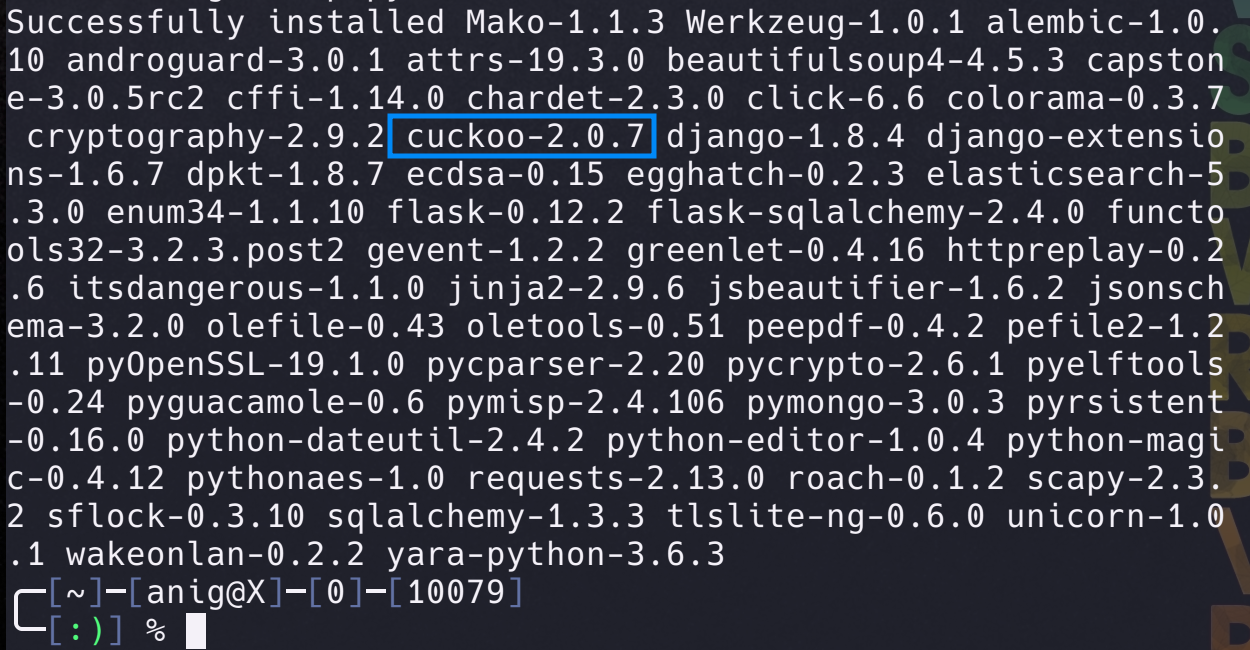 Successfully installed Mako-1.1.3 Werkzeug-1.0.1 alembic-1.0.
10 androguard-3.0.1 attrs-19.3.0 beautifulsoup4-4.5.3 capston
e-3.0.5rc2 cffi-1.14.0 chardet-2.3.0 click-6.6 colorama-0.3.7
 cryptography-2.9.2 cuckoo-2.0.7 django-1.8.4 django-extensio
ns-1.6.7 dpkt-1.8.7 ecdsa-0.15 egghatch-0.2.3 elasticsearch-5
.3.0 enum34-1.1.10 flask-0.12.2 flask-sqlalchemy-2.4.0 functo
ols32-3.2.3.post2 gevent-1.2.2 greenlet-0.4.16 httpreplay-0.2
.6 itsdangerous-1.1.0 jinja2-2.9.6 jsbeautifier-1.6.2 jsonsch
ema-3.2.0 olefile-0.43 oletools-0.51 peepdf-0.4.2 pefile2-1.2
.11 pyOpenSSL-19.1.0 pycparser-2.20 pycrypto-2.6.1 pyelftools
-0.24 pyguacamole-0.6 pymisp-2.4.106 pymongo-3.0.3 pyrsistent
-0.16.0 python-dateutil-2.4.2 python-editor-1.0.4 python-magi
c-0.4.12 pythonaes-1.0 requests-2.13.0 roach-0.1.2 scapy-2.3.
2 sflock-0.3.10 sqlalchemy-1.3.3 tlslite-ng-0.6.0 unicorn-1.0
.1 wakeonlan-0.2.2 yara-python-3.6.3
╭─[~]─[anig@X]─[0]─[10079]
╰─[:)] %